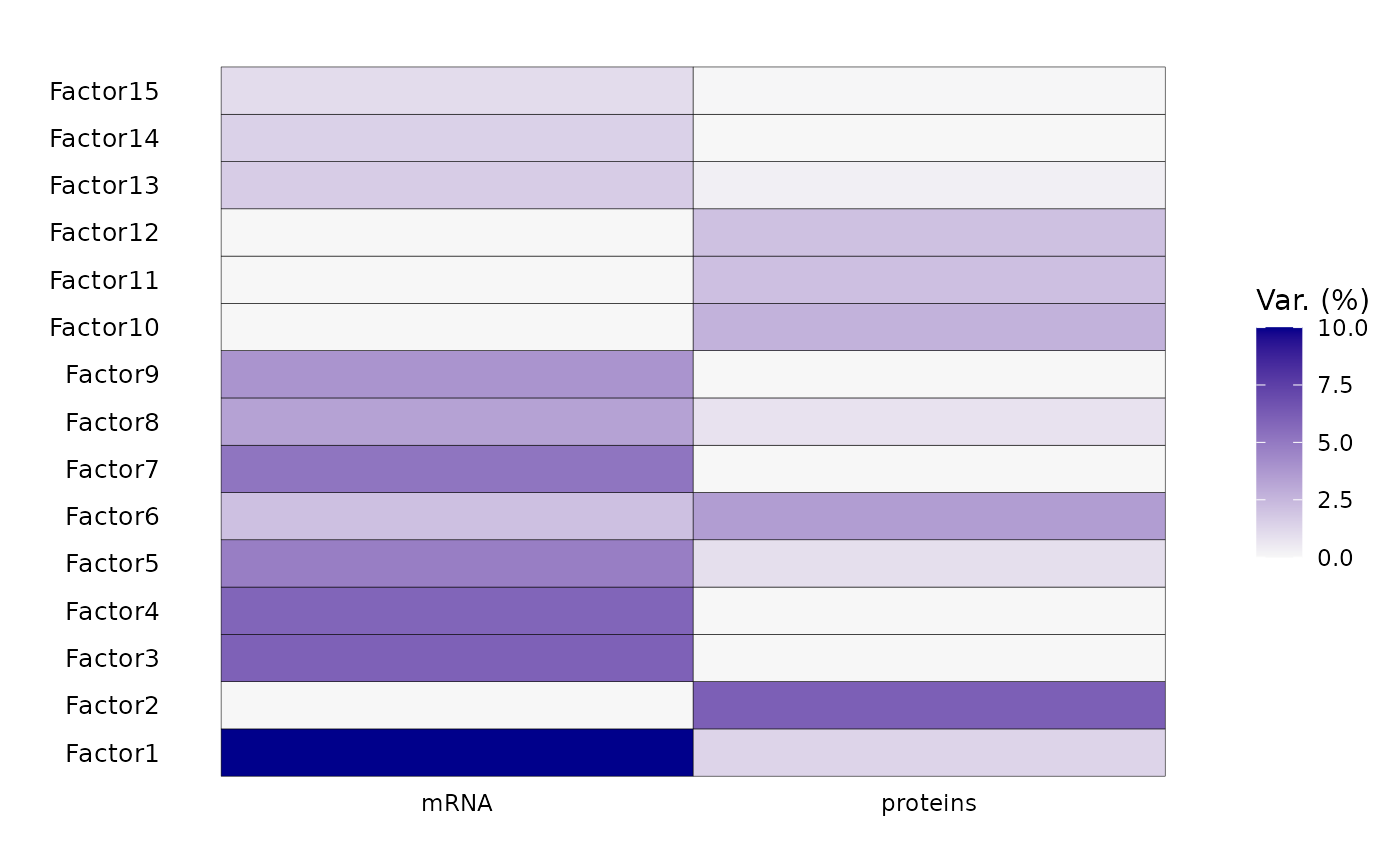 Factor15
Factor14
Factor13
Factor12
Factor11
Factor10
Factor9
Factor8
Factor7
Factor6
Factor5
Factor4
Factor3
Factor2
Factor1
mRNA
proteins
Var. (%)
10.0
7.5
5.0
2.5
0.0